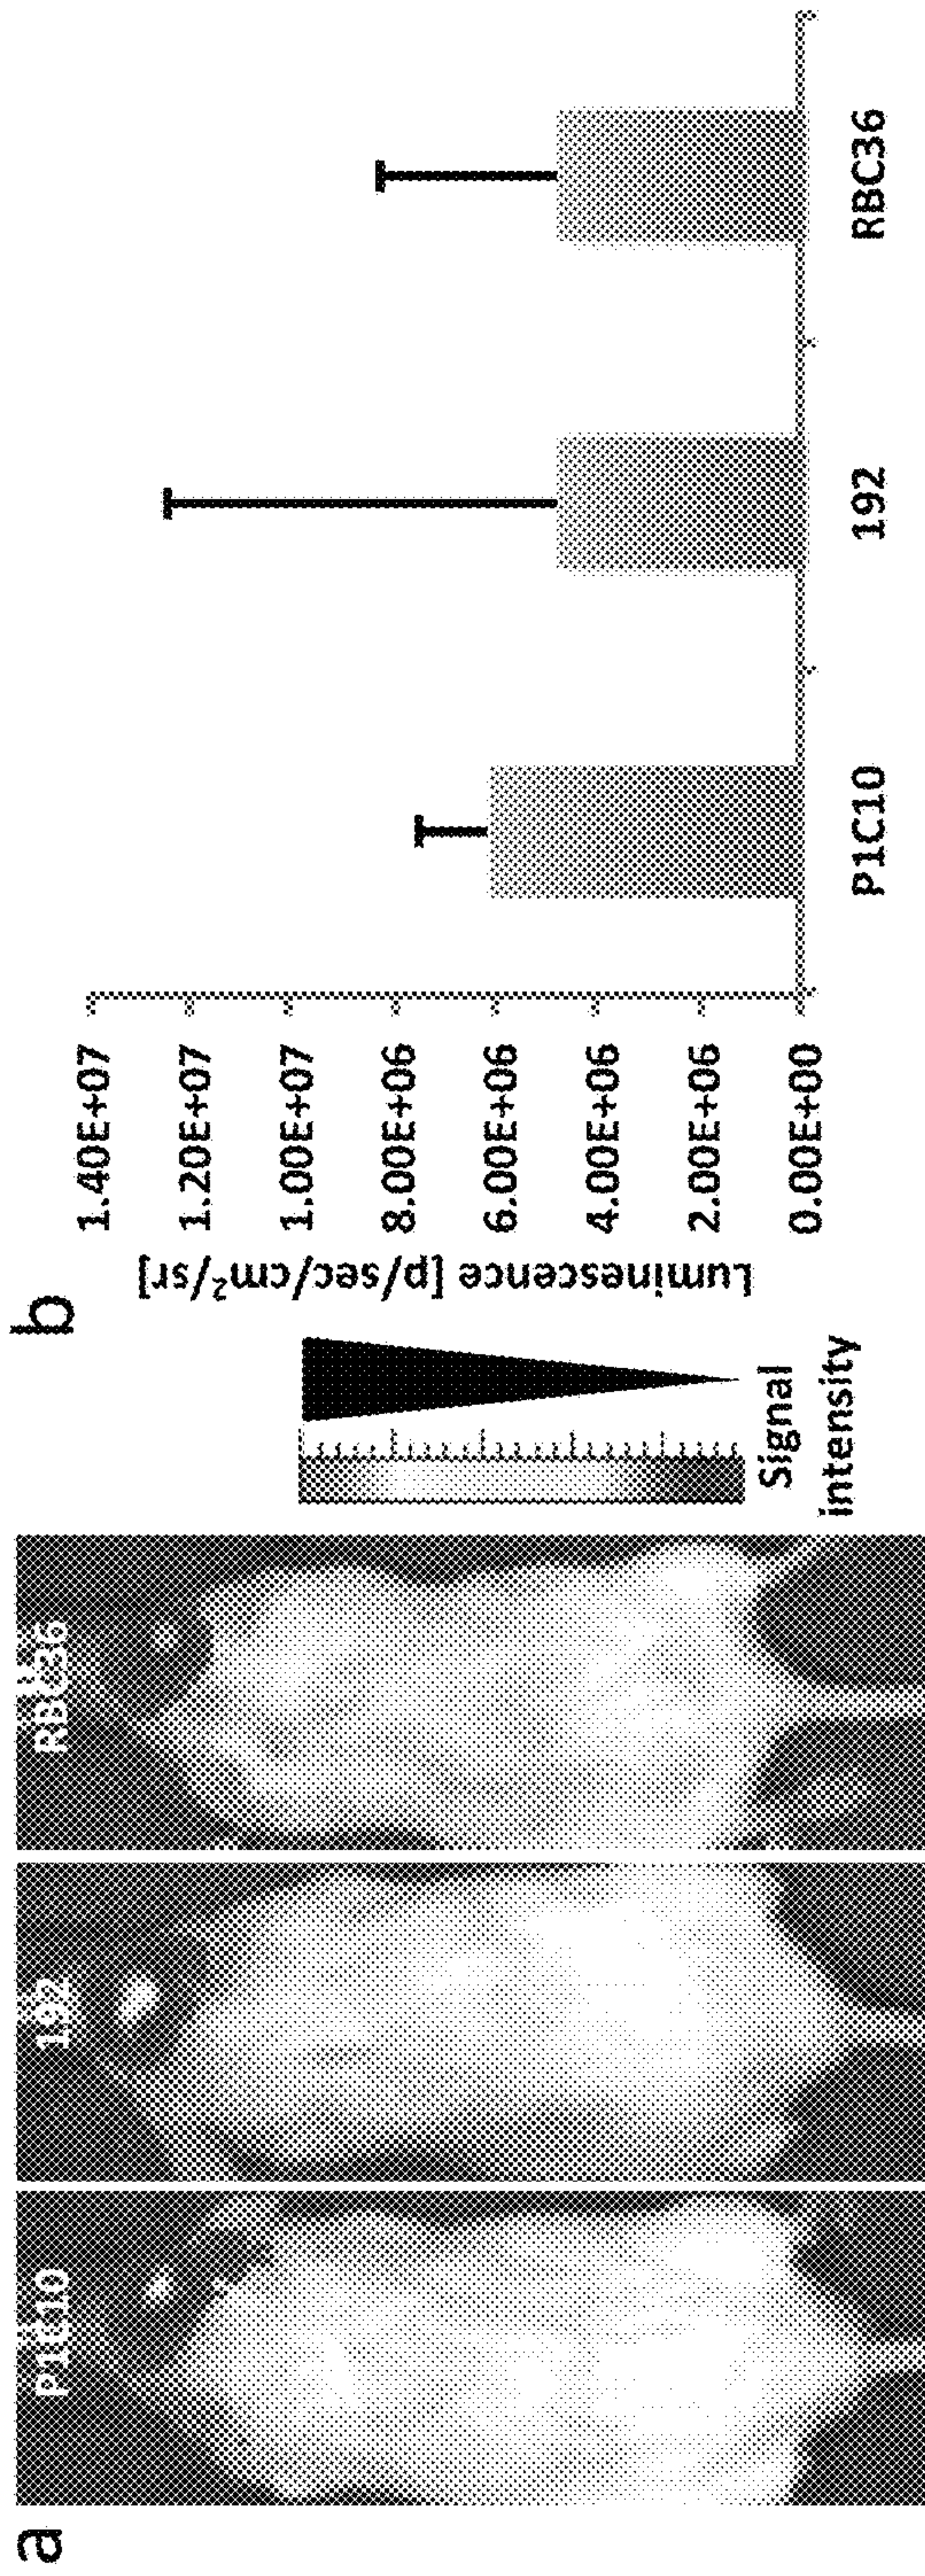 a
P1C10
192
RBC36
Signal
intensity
b
Luminescence [p/sec/cm²/sr]
1.40E+07
1.20E+07
1.00E+07
8.00E+06
6.00E+06
4.00E+06
2.00E+06
0.00E+00
P1C10
192
RBC36